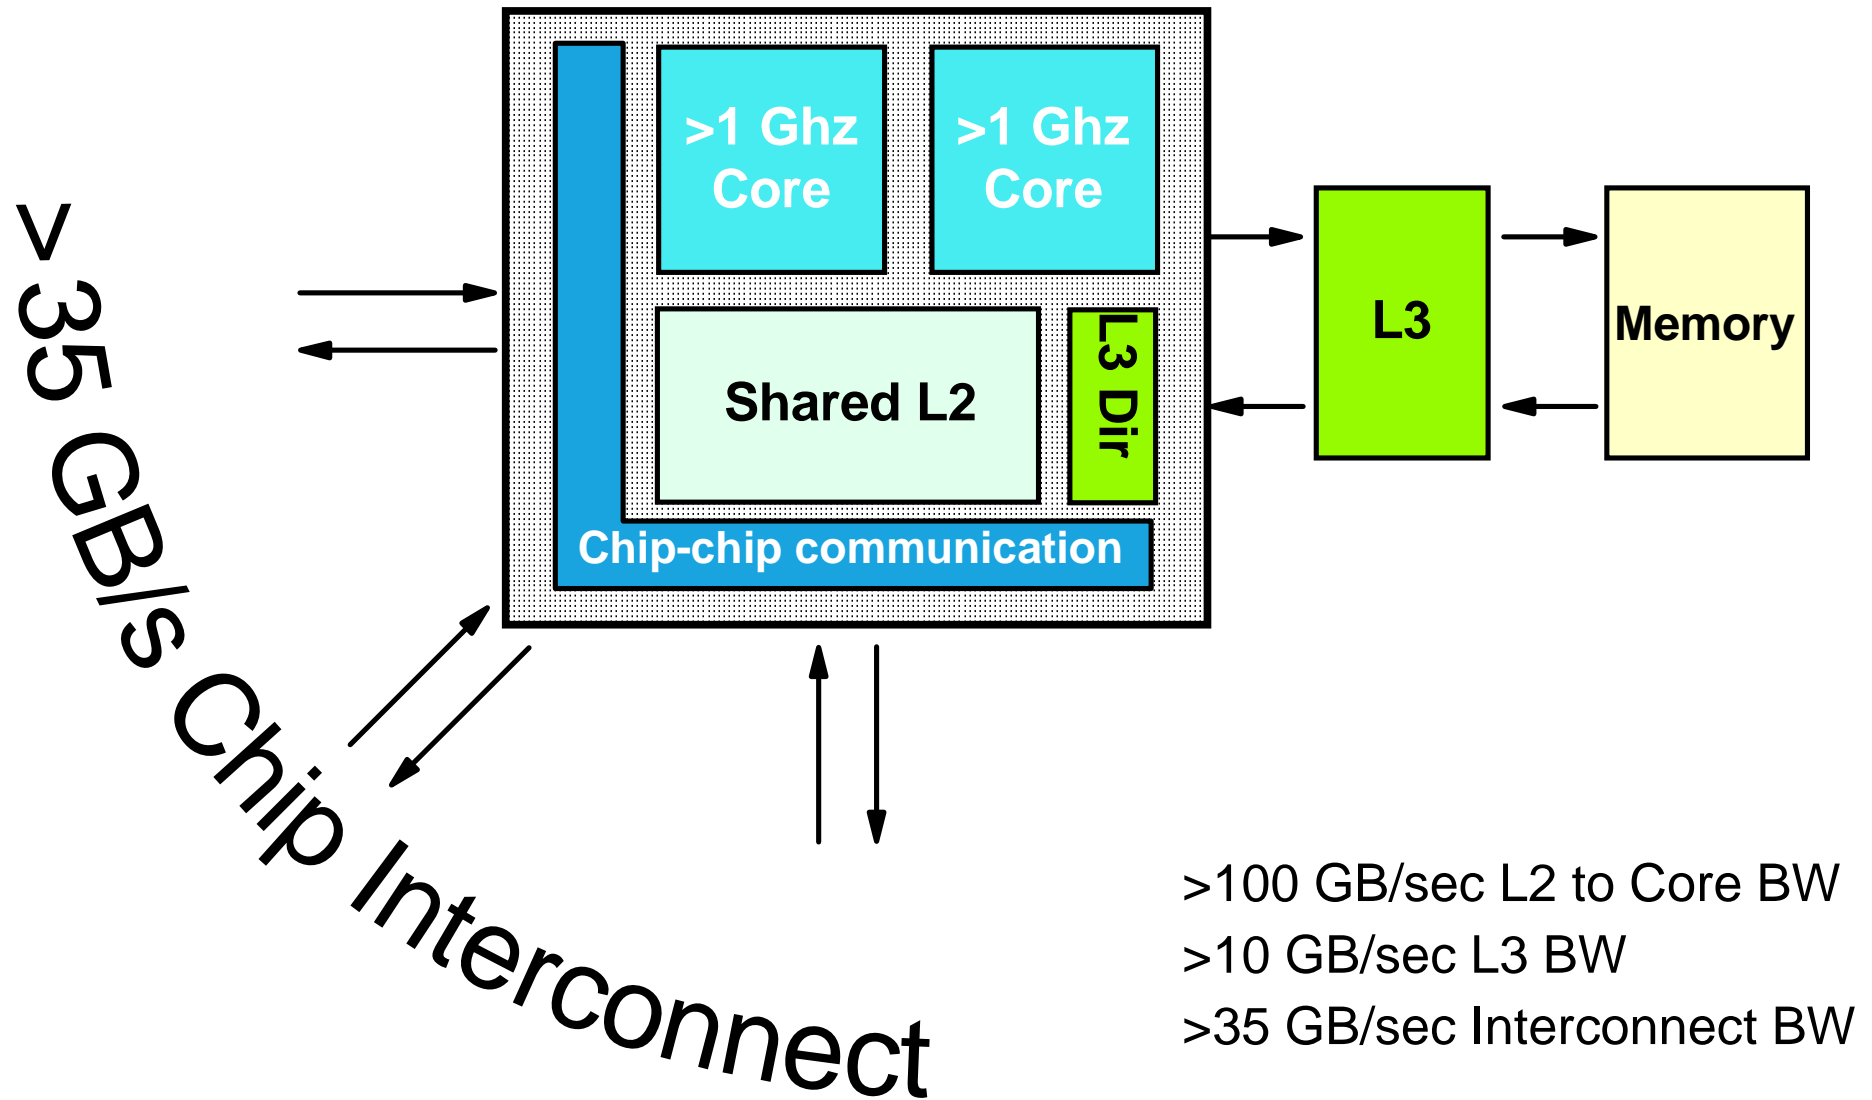 >1 Ghz
Core
>1 Ghz
Core
L3
Memory
Shared L2
L3 Dir
Chip-chip communication
> 35 GB/s Chip Interconnect
>100 GB/sec L2 to Core BW
>10 GB/sec L3 BW
>35 GB/sec Interconnect BW